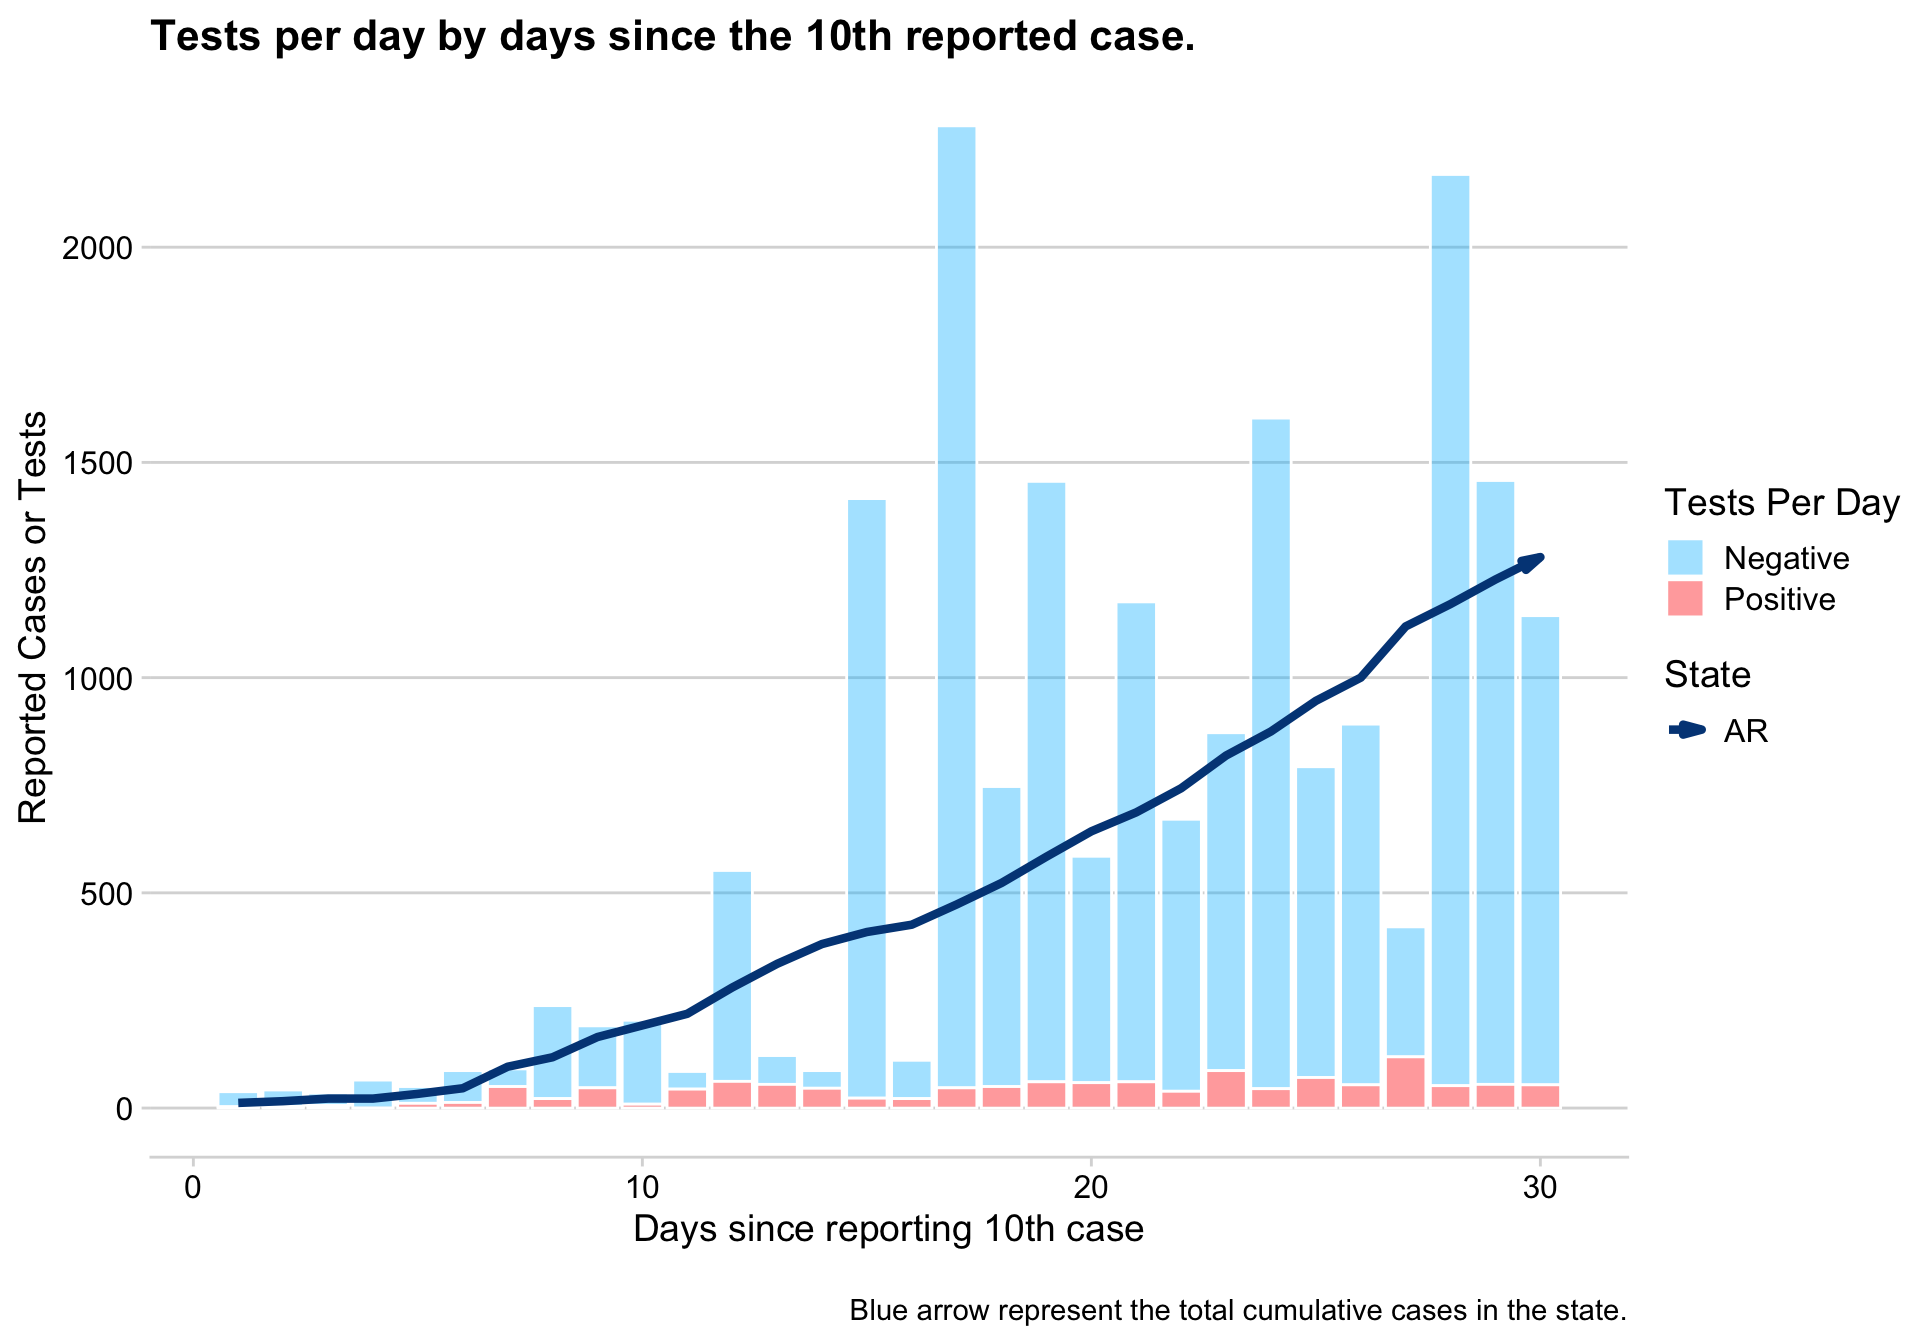 Tests per day by days since the 10th reported case.
Reported Cases or Tests
2000
1500
1000
500
0
0 10 20 30
Days since reporting 10th case
Tests Per Day
Negative
Positive
State
AR
Blue arrow represent the total cumulative cases in the state.